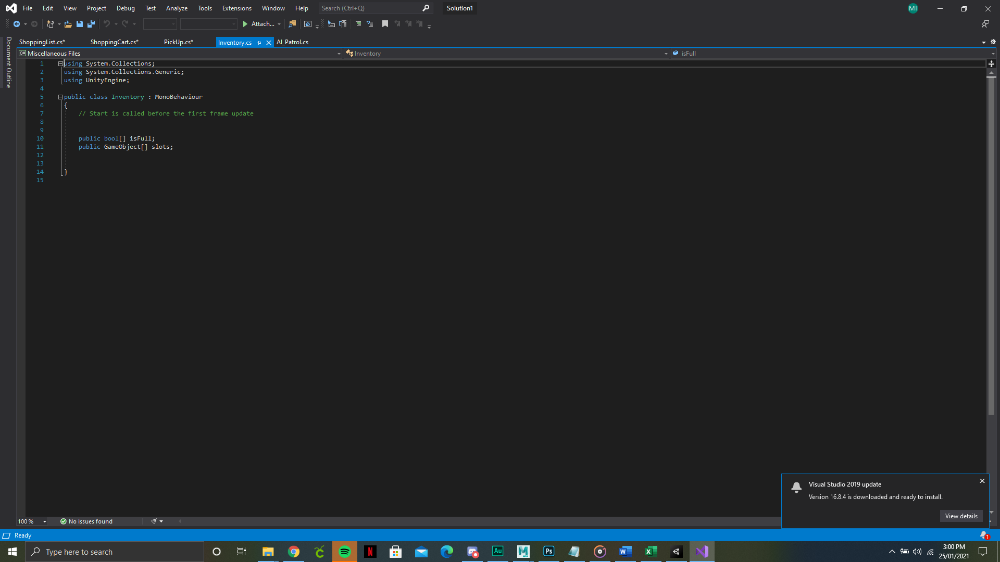 File Edit View Project Debug Test Analyze Tools Extensions Window Help Search (Ctrl+Q) Solution1
MI
Attach...
Document Outline
ShoppingList.cs* ShoppingCart.cs* PickUp.cs* Inventory.cs AI_Patrol.cs
C# Miscellaneous Files Inventory isFull
1 using System.Collections;
2 using System.Collections.Generic;
3 using UnityEngine;
4
5 public class Inventory : MonoBehaviour
6 {
7 // Start is called before the first frame update
8
9
10 public bool[] isFull;
11 public GameObject[] slots;
12
13
14 }
15
Visual Studio 2019 update
Version 16.8.4 is downloaded and ready to install.
View details
100 % No issues found
Ready
1
Type here to search
Au
M
Ps
W
X
3:00 PM
25/01/2021